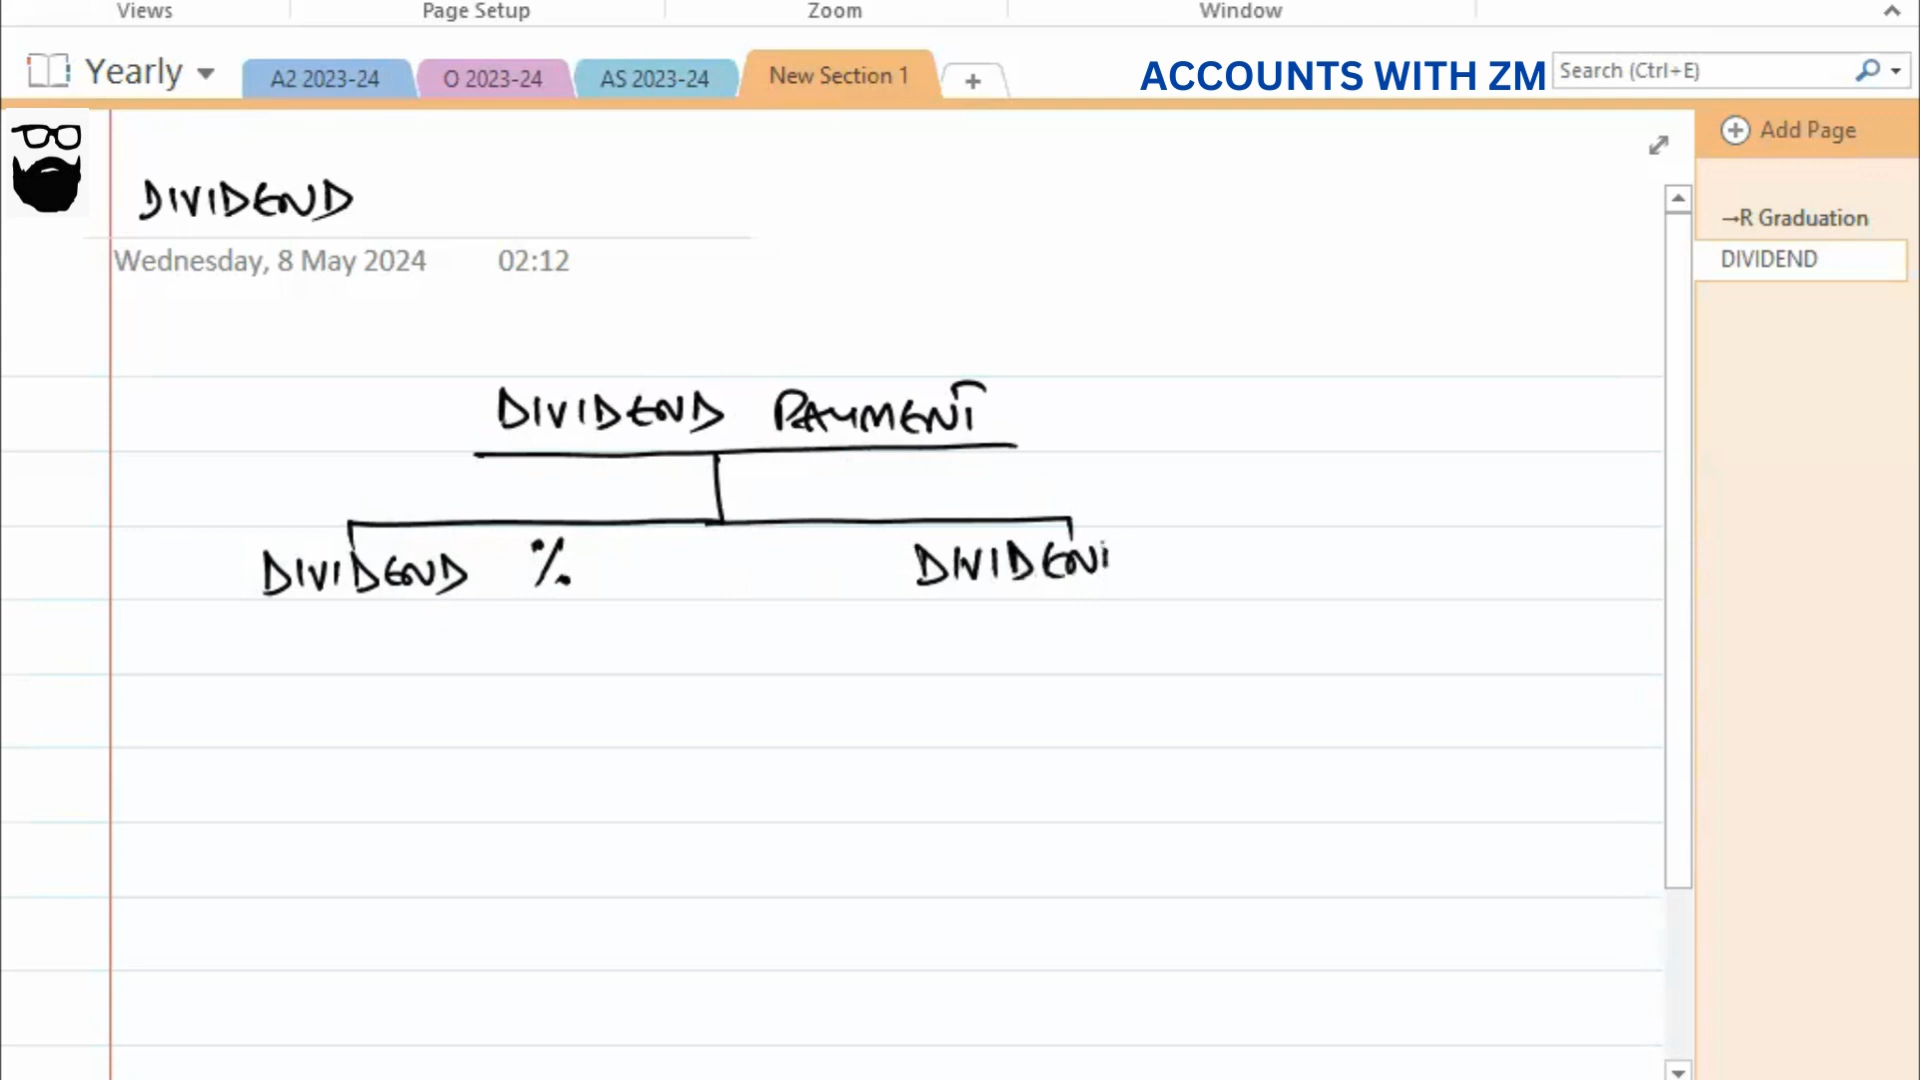 Views Page Setup Zoom Window
Yearly A2 2023-24 O 2023-24 AS 2023-24 New Section 1 + ACCOUNTS WITH ZM Search (Ctrl+E)
Add Page
DIVIDEND
→R Graduation
Wednesday, 8 May 2024 02:12
DIVIDEND
DIVIDEND PAYMENT
DIVIDEND % DIVIDEN